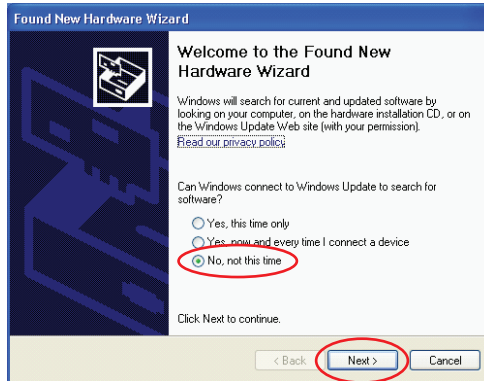 Found New Hardware Wizard
Welcome to the Found New
Hardware Wizard
Windows will search for current and updated software by
looking on your computer, on the hardware installation CD, or on
the Windows Update Web site (with your permission).
Read our privacy policy
Can Windows connect to Windows Update to search for
software?
Yes, this time only
Yes, now and every time I connect a device
No, not this time
Click Next to continue.
< Back
Next >
Cancel